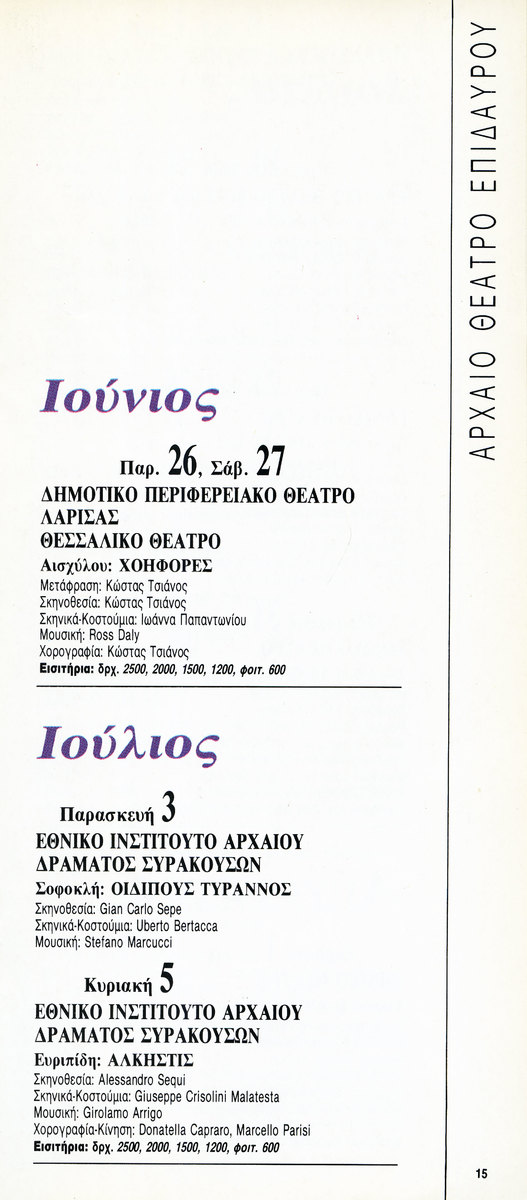 ΑΡΧΑΙΟ ΘΕΑΤΡΟ ΕΠΙΔΑΥΡΟΥ
Ιούνιος
Παρ. 26, Σάβ. 27
ΔΗΜΟΤΙΚΟ ΠΕΡΙΦΕΡΕΙΑΚΟ ΘΕΑΤΡΟ
ΛΑΡΙΣΑΣ
ΘΕΣΣΑΛΙΚΟ ΘΕΑΤΡΟ
Αισχύλου: ΧΟΗΦΟΡΕΣ
Μετάφραση: Κώστας Τσιάνος
Σκηνοθεσία: Κώστας Τσιάνος
Σκηνικά-Κοστούμια: Ιωάννα Παπαντωνίου
Μουσική: Ross Daly
Χορογραφία: Κώστας Τσιάνος
Εισιτήρια: δρχ. 2500, 2000, 1500, 1200, φοιτ. 600
Ιούλιος
Παρασκευή 3
ΕΘΝΙΚΟ ΙΝΣΤΙΤΟΥΤΟ ΑΡΧΑΙΟΥ
ΔΡΑΜΑΤΟΣ ΣΥΡΑΚΟΥΣΩΝ
Σοφοκλή: ΟΙΔΙΠΟΥΣ ΤΥΡΑΝΝΟΣ
Σκηνοθεσία: Gian Carlo Sepe
Σκηνικά-Κοστούμια: Uberto Bertacca
Μουσική: Stefano Marcucci
Κυριακή 5
ΕΘΝΙΚΟ ΙΝΣΤΙΤΟΥΤΟ ΑΡΧΑΙΟΥ
ΔΡΑΜΑΤΟΣ ΣΥΡΑΚΟΥΣΩΝ
Ευριπίδη: ΑΛΚΗΣΤΙΣ
Σκηνοθεσία: Alessandro Sequi
Σκηνικά-Κοστούμια: Giuseppe Crisolini Malatesta
Μουσική: Girolamo Arrigo
Χορογραφία-Κίνηση: Donatella Capraro, Marcello Parisi
Εισιτήρια: δρχ. 2500, 2000, 1500, 1200, φοιτ. 600
15